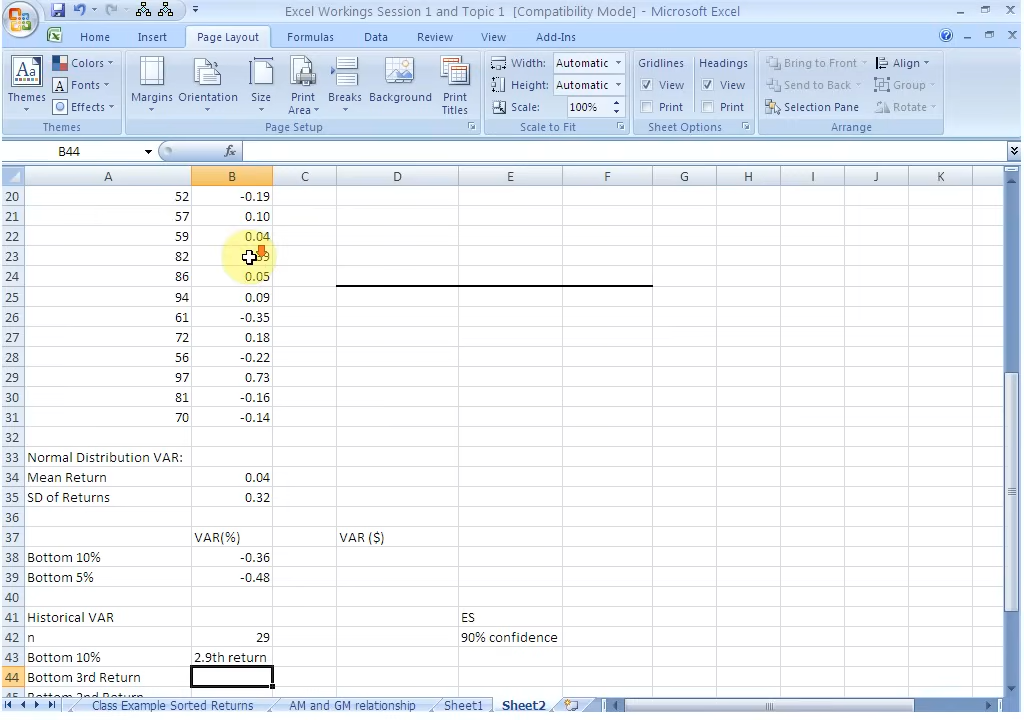 Excel Workings Session 1 and Topic 1 [Compatibility Mode] - Microsoft Excel
Home Insert Page Layout Formulas Data Review View Add-Ins
Colors Width: Automatic Gridlines Headings Bring to Front Align
Aa Fonts Height: Automatic View View Send to Back Group
Themes Effects Margins Orientation Size Print Area Breaks Background Print Titles Scale: 100% Print Print Selection Pane Rotate
Themes Page Setup Scale to Fit Sheet Options Arrange
B44 fx
A B C D E F G H I J K
20 52 -0.19
21 57 0.10
22 59 0.04
23 82
24 86 0.05
25 94 0.09
26 61 -0.35
27 72 0.18
28 56 -0.22
29 97 0.73
30 81 -0.16
31 70 -0.14
32
33 Normal Distribution VAR:
34 Mean Return 0.04
35 SD of Returns 0.32
36
37 VAR(%) VAR ($)
38 Bottom 10% -0.36
39 Bottom 5% -0.48
40
41 Historical VAR ES
42 n 29 90% confidence
43 Bottom 10% 2.9th return
44 Bottom 3rd Return
45 Bottom 2nd Return
Class Example Sorted Returns AM and GM relationship Sheet1 Sheet2